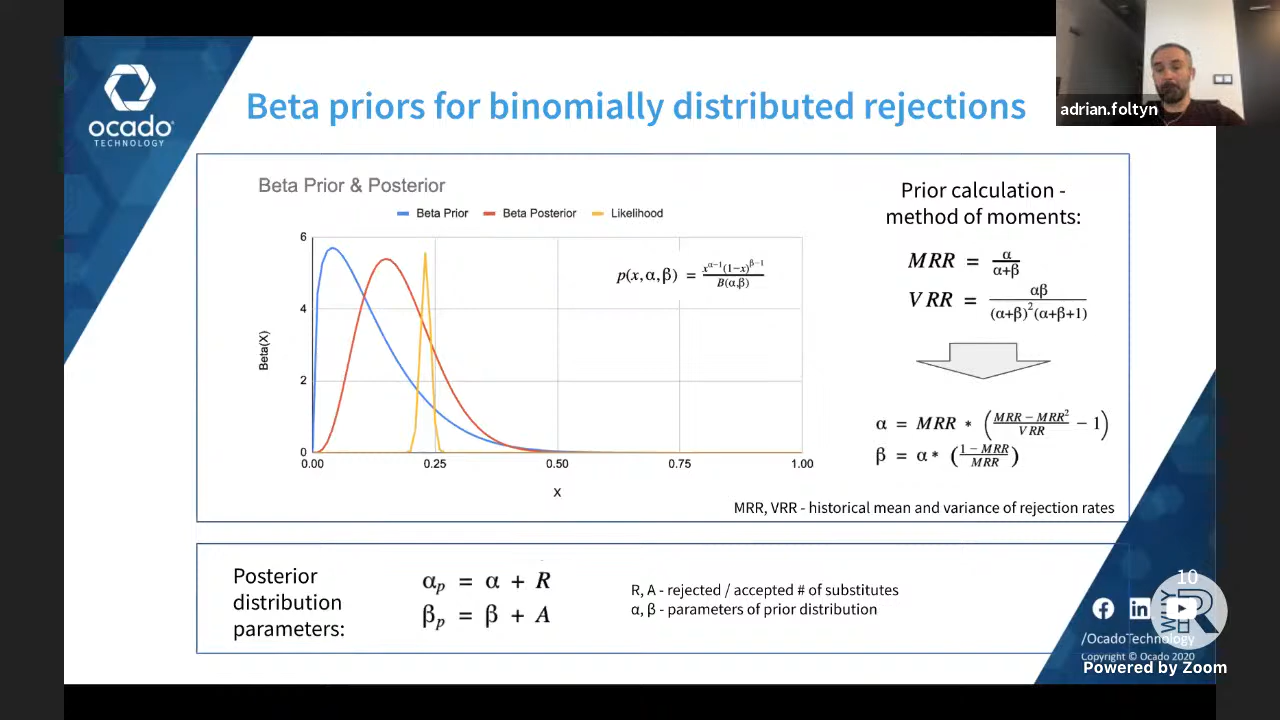 adrian.foltyn
ocado
TECHNOLOGY
Beta priors for binomially distributed rejections
Beta Prior & Posterior
Beta Prior
Beta Posterior
Likelihood
6
4
2
0
Beta(X)
0.00
0.25
0.50
0.75
1.00
X
p(x,α,β) = x^α−1(1−x)^β−1 / B(α,β)
Prior calculation -
method of moments:
MRR = α / α+β
VRR = αβ / (α+β)²(α+β+1)
α = MRR * (MRR − MRR² / VRR − 1)
β = α* (1 − MRR / MRR)
MRR, VRR - historical mean and variance of rejection rates
Posterior
distribution
parameters:
αp = α + R
βp = β + A
R, A - rejected / accepted # of substitutes
α, β - parameters of prior distribution
10
WHY R
/OcadoTechnology
Copyright © Ocado 2020
Powered by Zoom